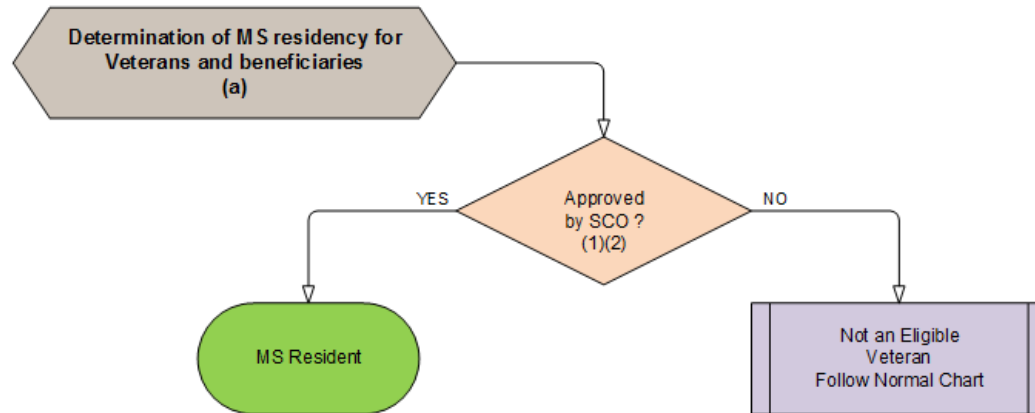 Determination of MS residency for
Veterans and beneficiaries
(a)
YES
Approved
by SCO ?
(1)(2)
NO
MS Resident
Not an Eligible
Veteran
Follow Normal Chart